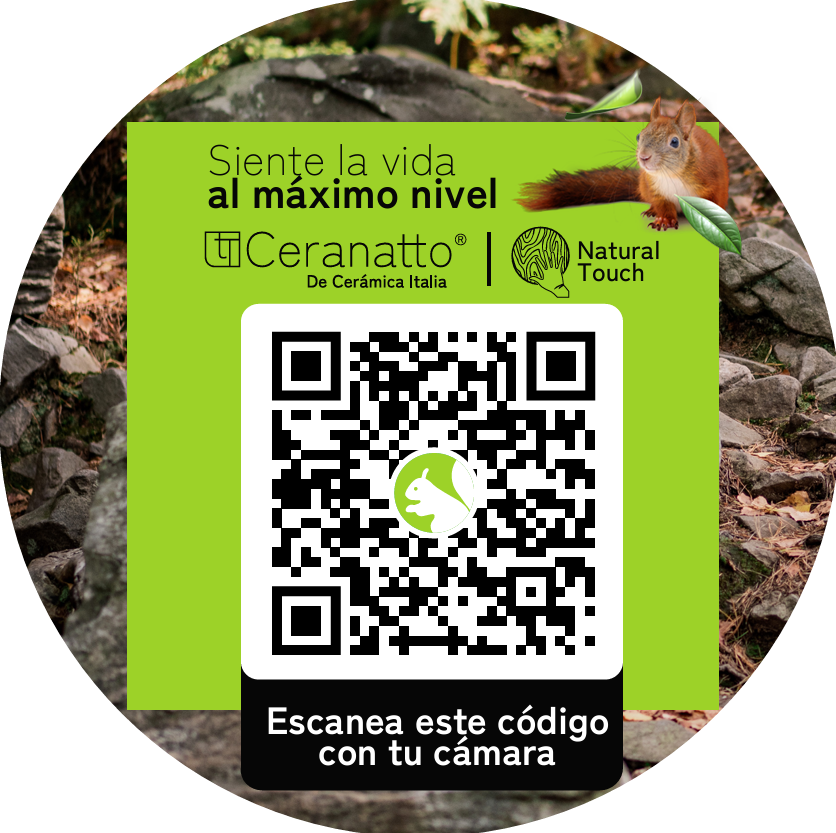 Siente la vida
al máximo nivel
Ceranatto®
De Cerámica Italia
Natural
Touch
Escanea este código
con tu cámara